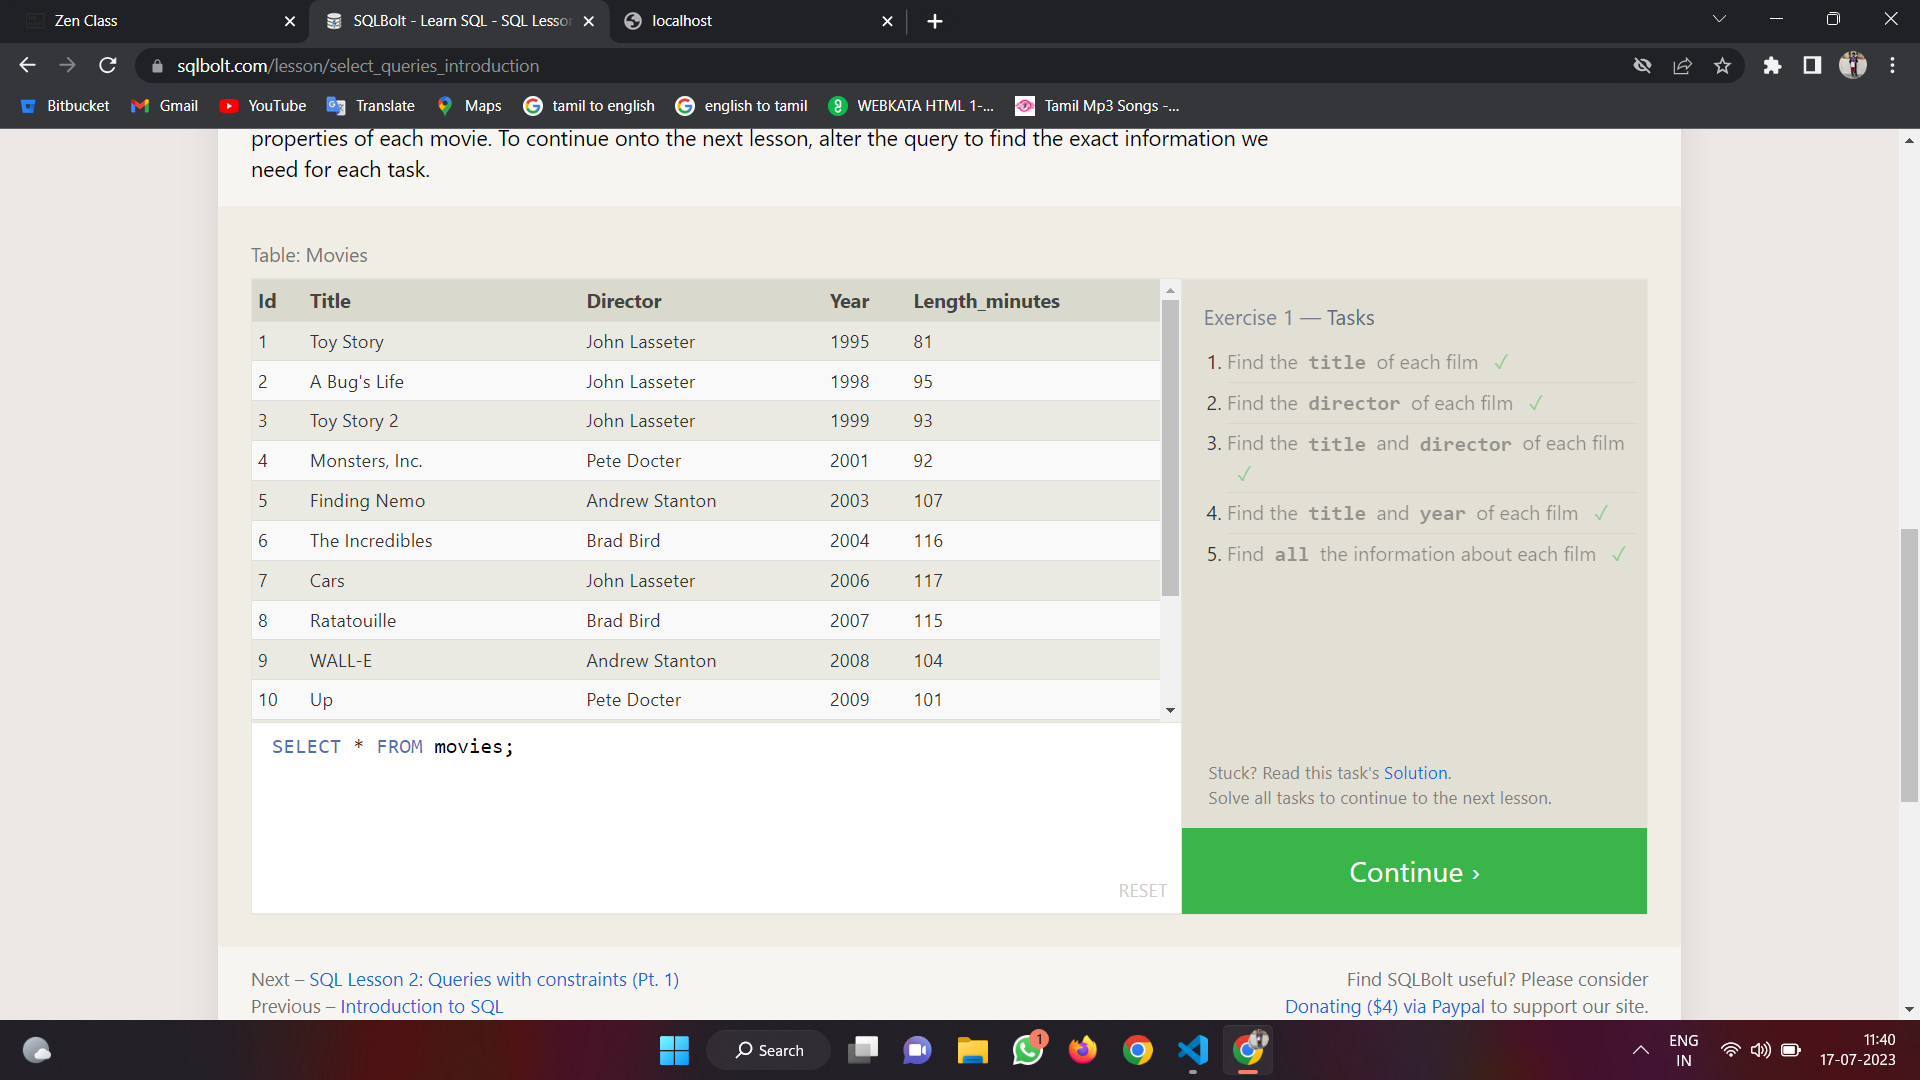 Zen Class
SQLBolt - Learn SQL - SQL Lesson
localhost
sqlbolt.com/lesson/select_queries_introduction
Bitbucket
Gmail
YouTube
Translate
Maps
tamil to english
english to tamil
WEBKATA HTML 1-...
Tamil Mp3 Songs -...
properties of each movie. To continue onto the next lesson, alter the query to find the exact information we
need for each task.
Table: Movies
Id Title Director Year Length_minutes
1 Toy Story John Lasseter 1995 81
2 A Bug's Life John Lasseter 1998 95
3 Toy Story 2 John Lasseter 1999 93
4 Monsters, Inc. Pete Docter 2001 92
5 Finding Nemo Andrew Stanton 2003 107
6 The Incredibles Brad Bird 2004 116
7 Cars John Lasseter 2006 117
8 Ratatouille Brad Bird 2007 115
9 WALL-E Andrew Stanton 2008 104
10 Up Pete Docter 2009 101
SELECT * FROM movies;
RESET
Exercise 1 — Tasks
1. Find the title of each film ✓
2. Find the director of each film ✓
3. Find the title and director of each film
✓
4. Find the title and year of each film ✓
5. Find all the information about each film ✓
Stuck? Read this task's Solution.
Solve all tasks to continue to the next lesson.
Continue ›
Next – SQL Lesson 2: Queries with constraints (Pt. 1)
Previous – Introduction to SQL
Find SQLBolt useful? Please consider
Donating ($4) via Paypal to support our site.
Search
1
ENG
IN
11:40
17-07-2023